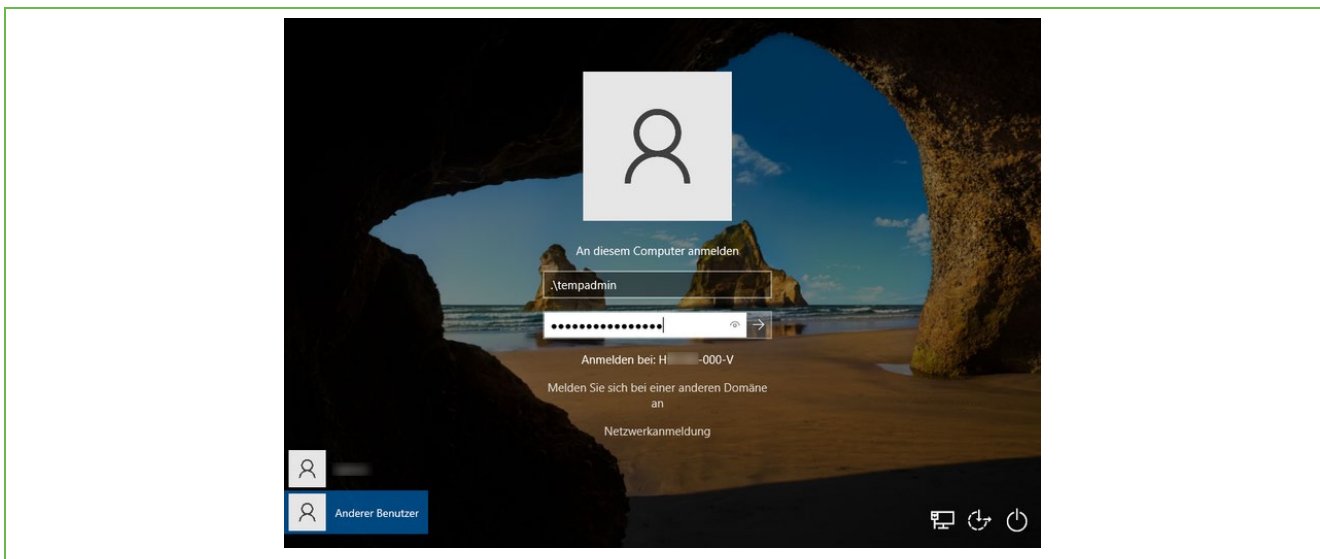 An diesem Computer anmelden
.\tempadmin
Anmelden bei: H -000-V
Melden Sie sich bei einer anderen Domäne
an
Netzwerkanmeldung
Anderer Benutzer